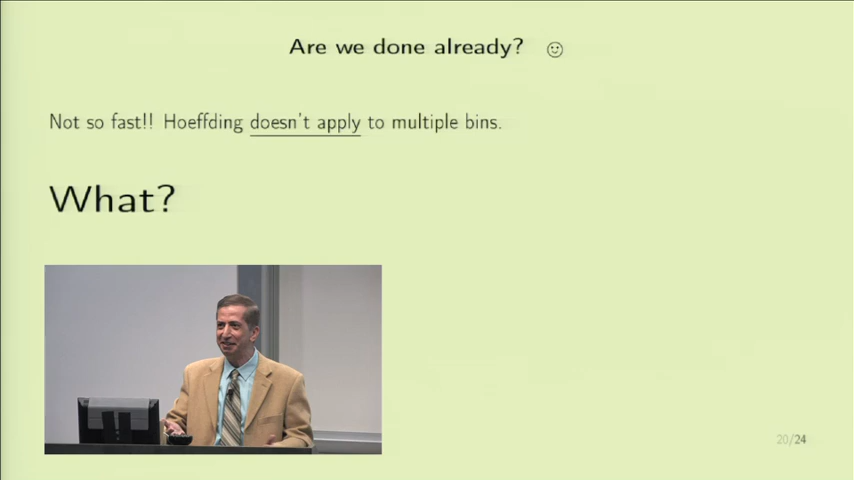 Are we done already? ☺
Not so fast!! Hoeffding doesn't apply to multiple bins.
What?
20/24